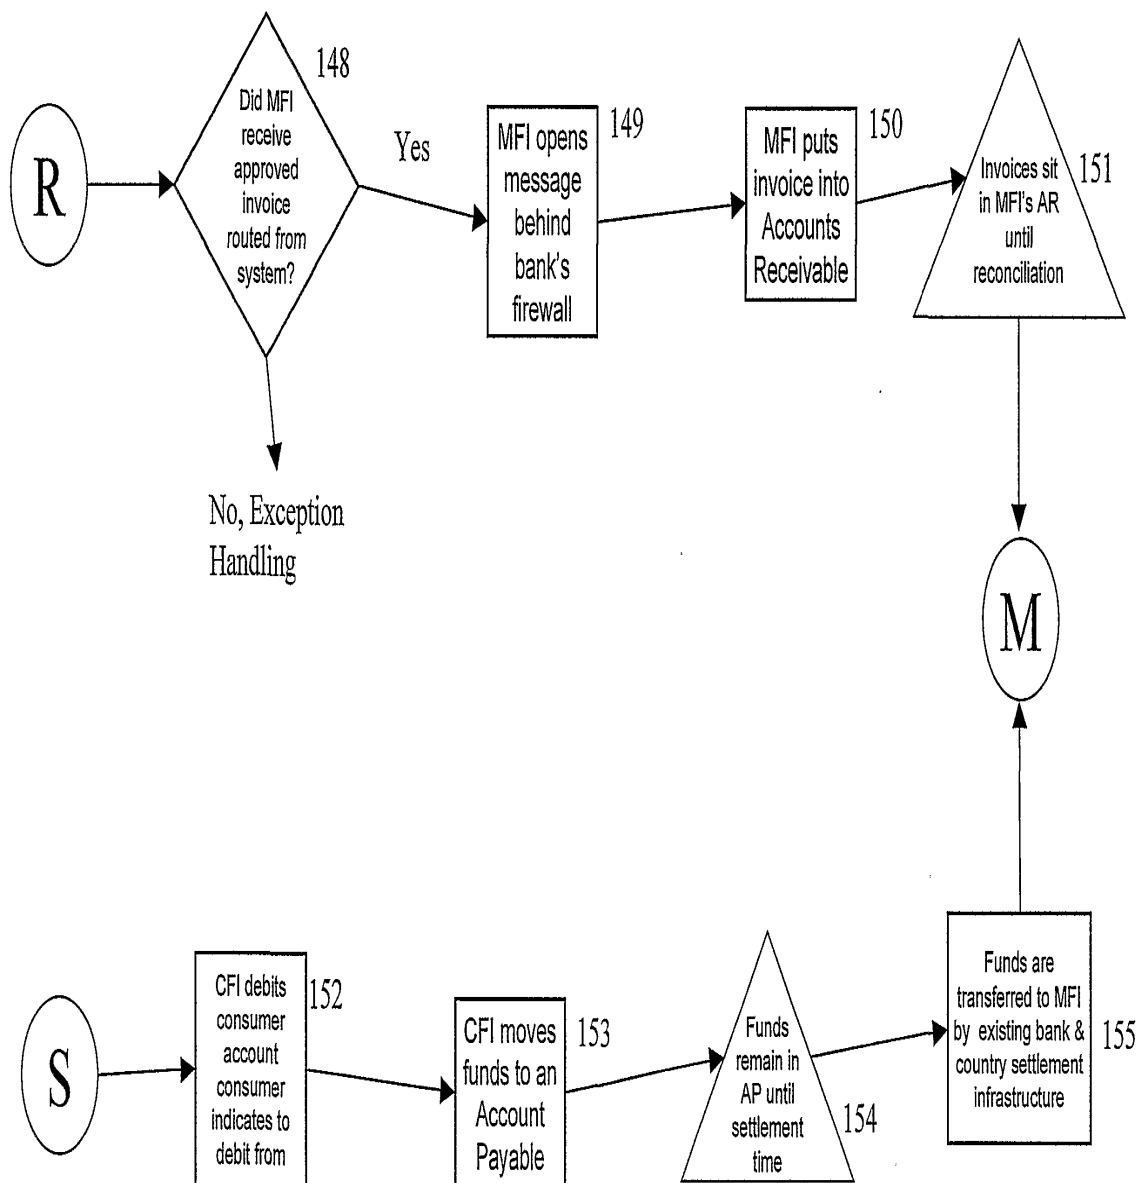 R
Did MFI
receive
approved
invoice
routed from
system?
148
Yes
No, Exception
Handling
MFI opens
message
behind
bank's
firewall
149
MFI puts
invoice into
Accounts
Receivable
150
Invoices sit
in MFI's AR
until
reconciliation
151
M
S
CFI debits
consumer
account
consumer
indicates to
debit from
152
CFI moves
funds to an
Account
Payable
153
Funds
remain in
AP until
settlement
time
154
Funds are
transferred to MFI
by existing bank &
country settlement
infrastructure
155